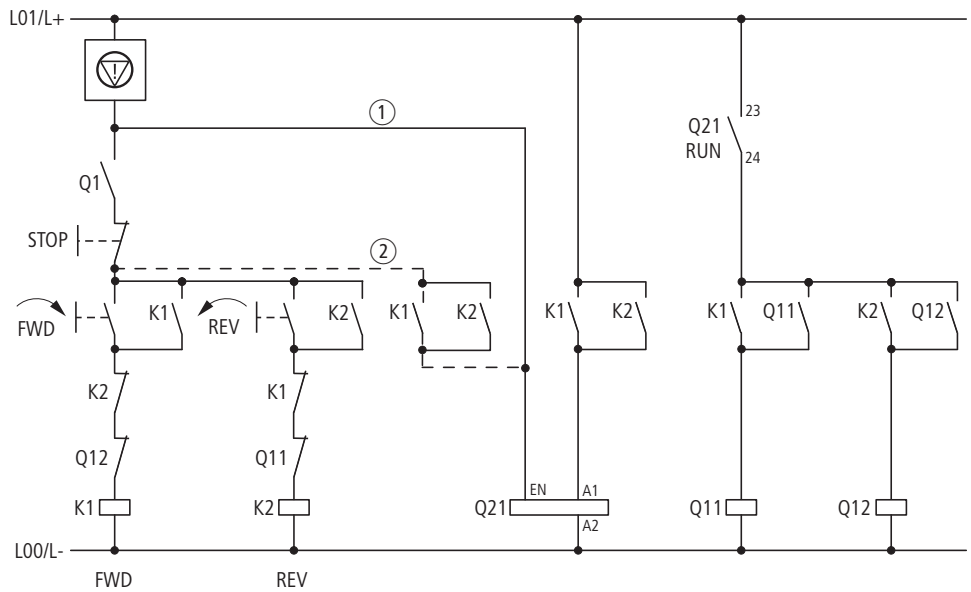 L01/L+
!
1
Q21
RUN
23
24
Q1
STOP
2
FWD
K1
REV
K2
K1
K2
K1
K2
K1
Q11
K2
Q12
K2
K1
Q12
Q11
K1
K2
Q21
EN
A1
A2
Q11
Q12
L00/L-
FWD
REV